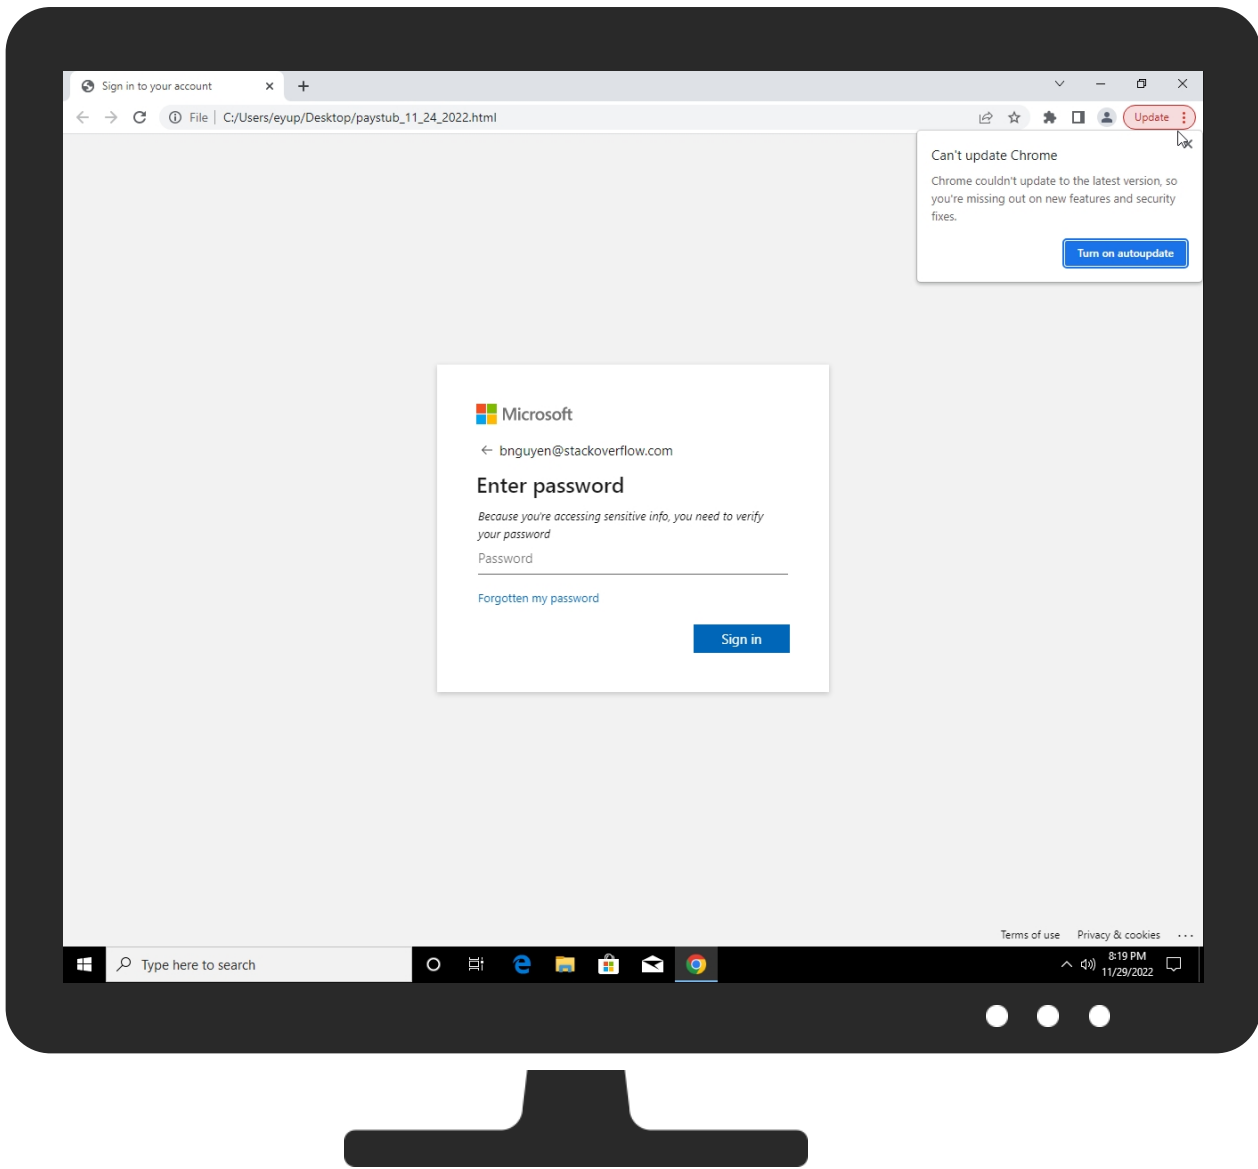 Sign in to your account
File | C:/Users/eyup/Desktop/paystub_11_24_2022.html
Update
Can't update Chrome
Chrome couldn't update to the latest version, so
you're missing out on new features and security
fixes.
Turn on autoupdate
Microsoft
bnguyen@stackoverflow.com
Enter password
Because you're accessing sensitive info, you need to verify
your password
Password
Forgotten my password
Sign in
Terms of use Privacy & cookies ...
Type here to search
8:19 PM
11/29/2022